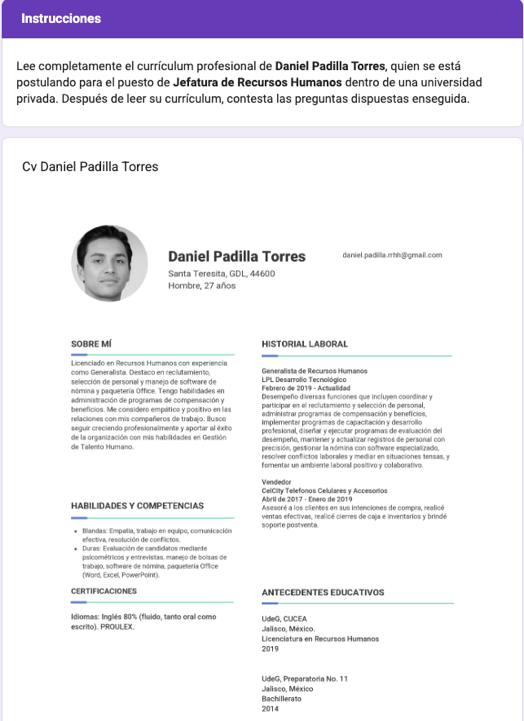 Instrucciones
Lee completamente el currículum profesional de Daniel Padilla Torres, quien se está
postulando para el puesto de Jefatura de Recursos Humanos dentro de una universidad
privada. Después de leer su currículum, contesta las preguntas dispuestas enseguida.
Cv Daniel Padilla Torres
Daniel Padilla Torres
daniel.padilla.rrhh@gmail.com
Santa Teresita, GDL, 44600
Hombre, 27 años
SOBRE MÍ
Licenciado en Recursos Humanos con experiencia
como Generalista. Destaco en reclutamiento,
selección de personal y manejo de software de
nómina y paquetería Office. Tengo habilidades en
administración de programas de compensación y
beneficios. Me considero empático y positivo en las
relaciones con mis compañeros de trabajo. Busco
seguir creciendo profesionalmente y aportar al éxito
de la organización con mis habilidades en Gestión
de Talento Humano.
HABILIDADES Y COMPETENCIAS
• Blandas: Empatía, trabajo en equipo, comunicación
efectiva, resolución de conflictos.
• Duras: Evaluación de candidatos mediante
psicométricos y entrevistas, manejo de bolsas de
trabajo, software de nómina, paquetería Office
(Word, Excel, PowerPoint).
CERTIFICACIONES
Idiomas: Inglés 80% (fluido, tanto oral como
escrito). PROULEX.
HISTORIAL LABORAL
Generalista de Recursos Humanos
LPL Desarrollo Tecnológico
Febrero de 2019 - Actualidad
Desempeño diversas funciones que incluyen coordinar y
participar en el reclutamiento y selección de personal,
administrar programas de compensación y beneficios,
implementar programas de capacitación y desarrollo
profesional, diseñar y ejecutar programas de evaluación del
desempeño, mantener y actualizar registros de personal con
precisión, gestionar la nómina con software especializado,
resolver conflictos laborales y mediar en situaciones tensas, y
fomentar un ambiente laboral positivo y colaborativo.
Vendedor
CelCity Telefonos Celulares y Accesorios
Abril de 2017 - Enero de 2019
Asesoré a los clientes en sus intenciones de compra, realicé
ventas efectivas, realicé cierres de caja e inventarios y brindé
soporte postventa.
ANTECEDENTES EDUCATIVOS
UdeG, CUCEA
Jalisco, México.
Licenciatura en Recursos Humanos
2019
UdeG, Preparatoria No. 11
Jalisco, México
Bachillerato
2014